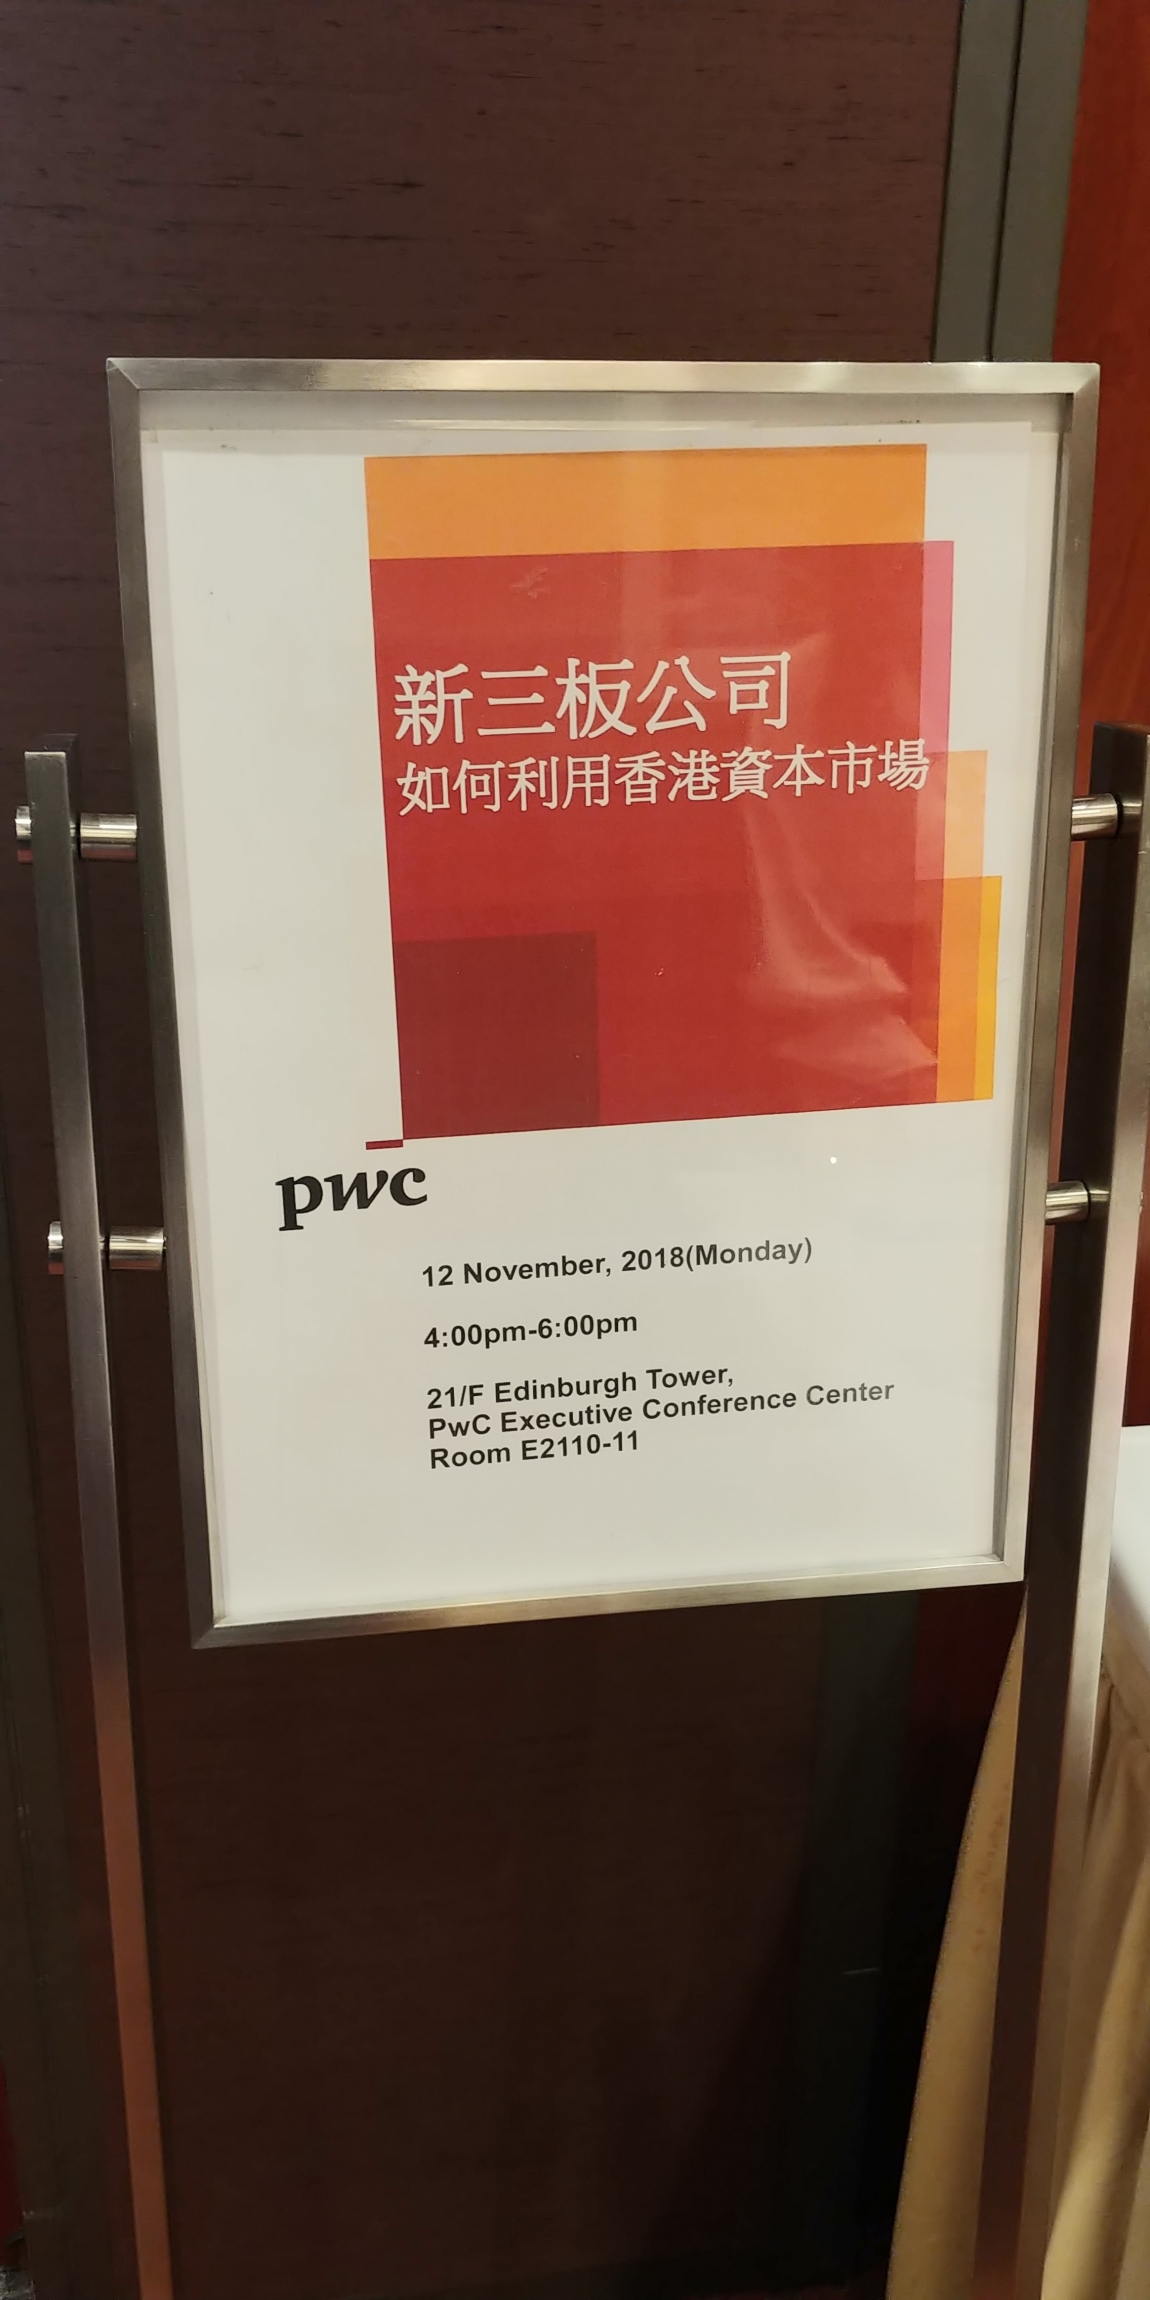 新三板公司
如何利用香港資本市場
pwc
12 November, 2018(Monday)
4:00pm-6:00pm
21/F Edinburgh Tower,
PwC Executive Conference Center
Room E2110-11